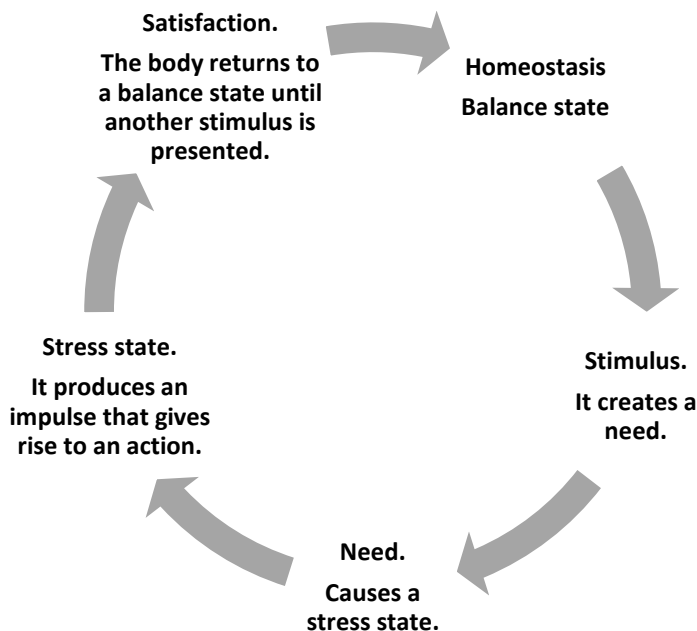 Satisfaction.
The body returns to
a balance state until
another stimulus is
presented.
Homeostasis
Balance state
Stimulus.
It creates a
need.
Need.
Causes a
stress state.
Stress state.
It produces an
impulse that gives
rise to an action.